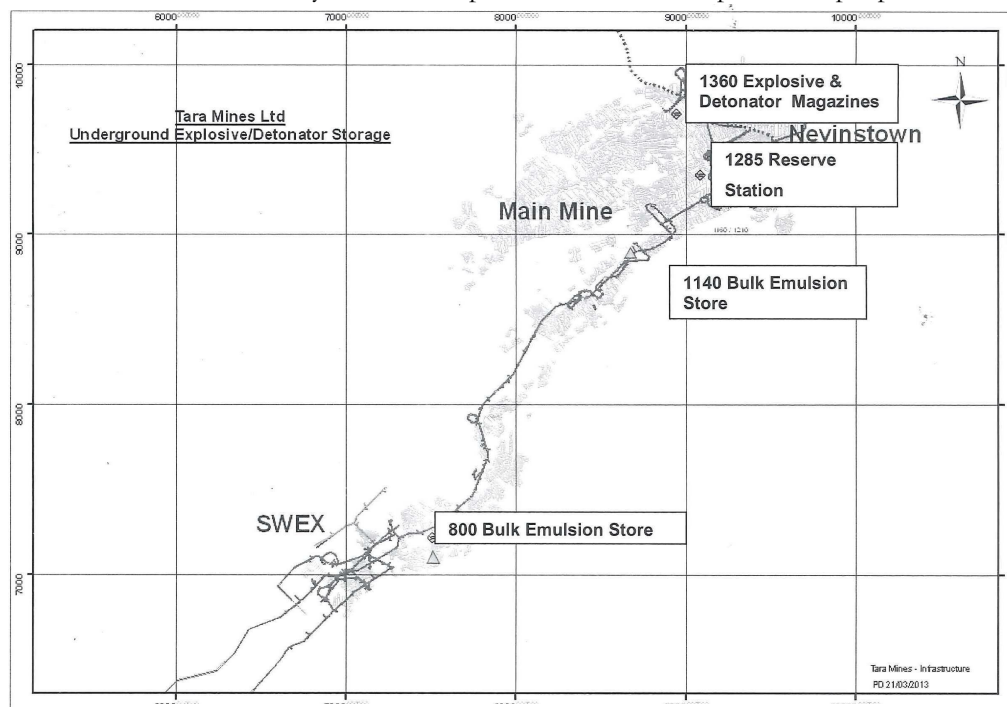 6000
7000
8000
9000
10000
10000
9000
8000
7000
Tara Mines Ltd
Underground Explosive/Detonator Storage
N
1360 Explosive &
Detonator Magazines
Nevinstown
1285 Reserve
Station
Main Mine
1140 Bulk Emulsion
Store
SWEX
800 Bulk Emulsion Store
Tara Mines - Infrastructure
PD 21/03/2013